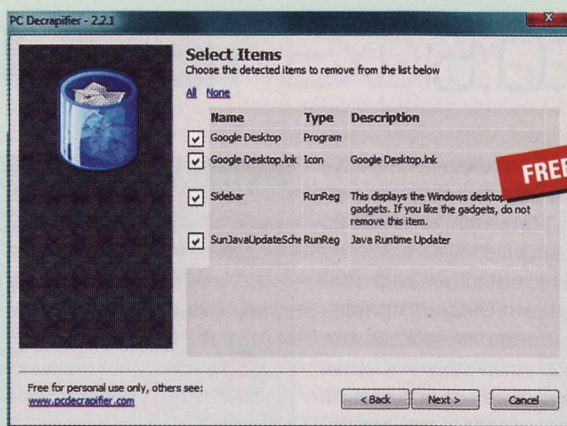 PC Decrapifier - 2.2.1
X
Select Items
Choose the detected items to remove from the list below
All None
Name Type Description
Google Desktop Program
Google Desktop.lnk Icon Google Desktop.lnk
FREE
Sidebar RunReg This displays the Windows desktop
gadgets. If you like the gadgets, do not
remove this item.
SunJavaUpdateSche RunReg Java Runtime Updater
Free for personal use only, others see:
www.pcdecrapifier.com
< Back Next > Cancel